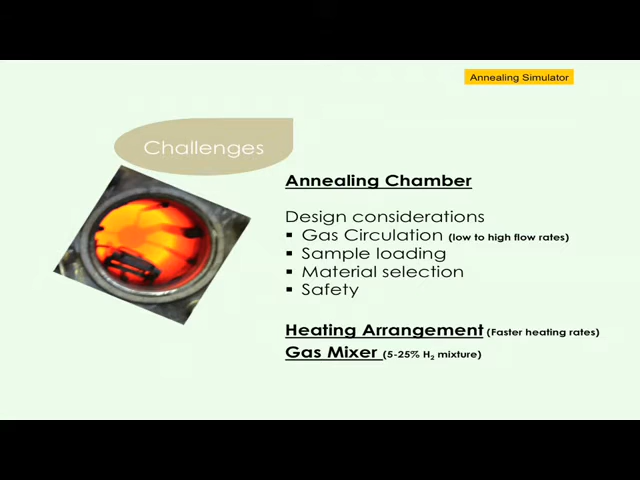 Annealing Simulator
Challenges
Annealing Chamber
Design considerations
▪ Gas Circulation (low to high flow rates)
▪ Sample loading
▪ Material selection
▪ Safety
Heating Arrangement (Faster heating rates)
Gas Mixer (5-25% H₂ mixture)